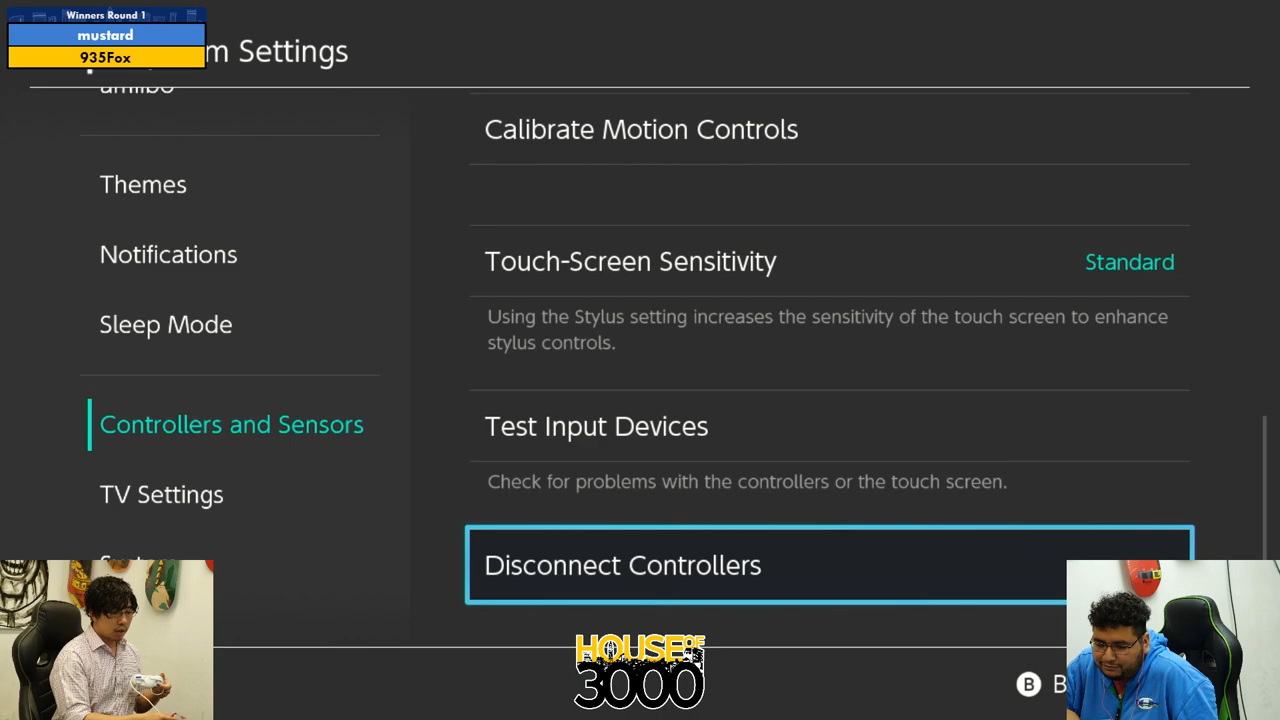 Winners Round 1
mustard
935Fox
m Settings
amiibo
Themes
Notifications
Sleep Mode
Controllers and Sensors
TV Settings
Calibrate Motion Controls
Touch-Screen Sensitivity
Standard
Using the Stylus setting increases the sensitivity of the touch screen to enhance
stylus controls.
Test Input Devices
Check for problems with the controllers or the touch screen.
Disconnect Controllers
HOUSE OF
3000
B B